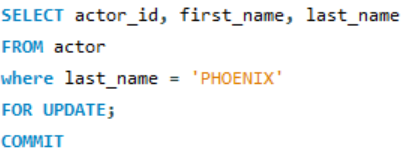 SELECT actor_id, first_name, last_name
FROM actor
where last_name = 'PHOENIX'
FOR UPDATE;
COMMIT